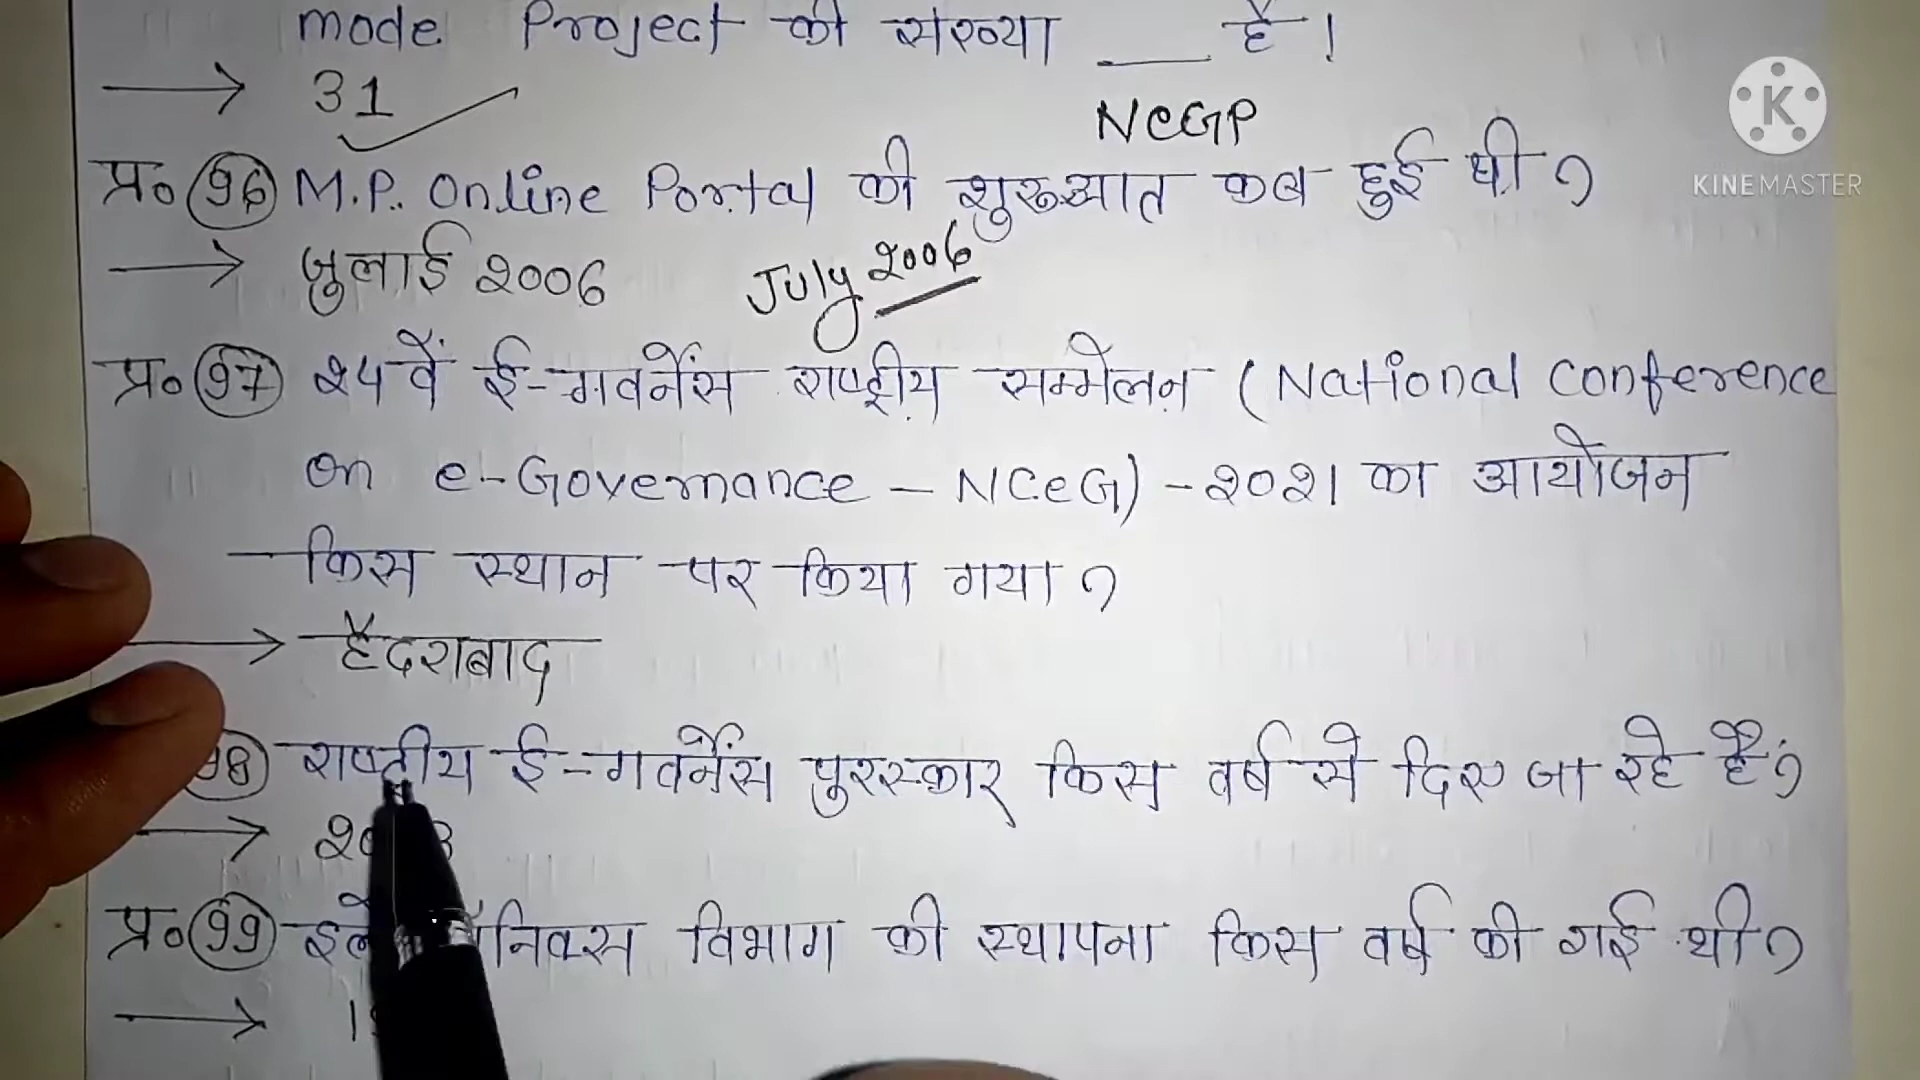 mode Project की संख्या ___ है।
→ 31
NeGP
KINEMASTER
प्र० 96 M.P. Online Portal की शुरुआत कब हुई थी?
→ जुलाई 2006 July 2006
प्र० 97 24वें ई-गवर्नेंस राष्ट्रीय सम्मेलन (National Conference
on e-Governance - NCeG) - 2021 का आयोजन
किस स्थान पर किया गया?
→ हैदराबाद
98 राष्ट्रीय ई-गवर्नेंस पुरस्कार किस वर्ष से दिए जा रहे हैं?
→
प्र० 99 विभाग की स्थापना किस वर्ष की गई थी?
→